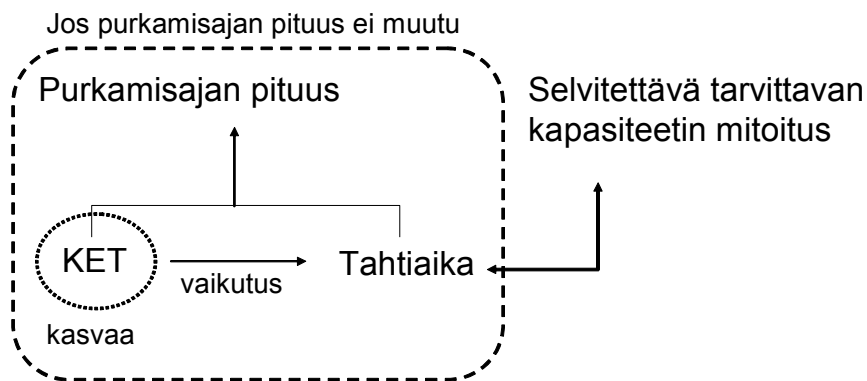 Jos purkamisajan pituus ei muutu
Purkamisajan pituus
Selvitettävä tarvittavan
kapasiteetin mitoitus
KET
vaikutus
Tahtiaika
kasvaa